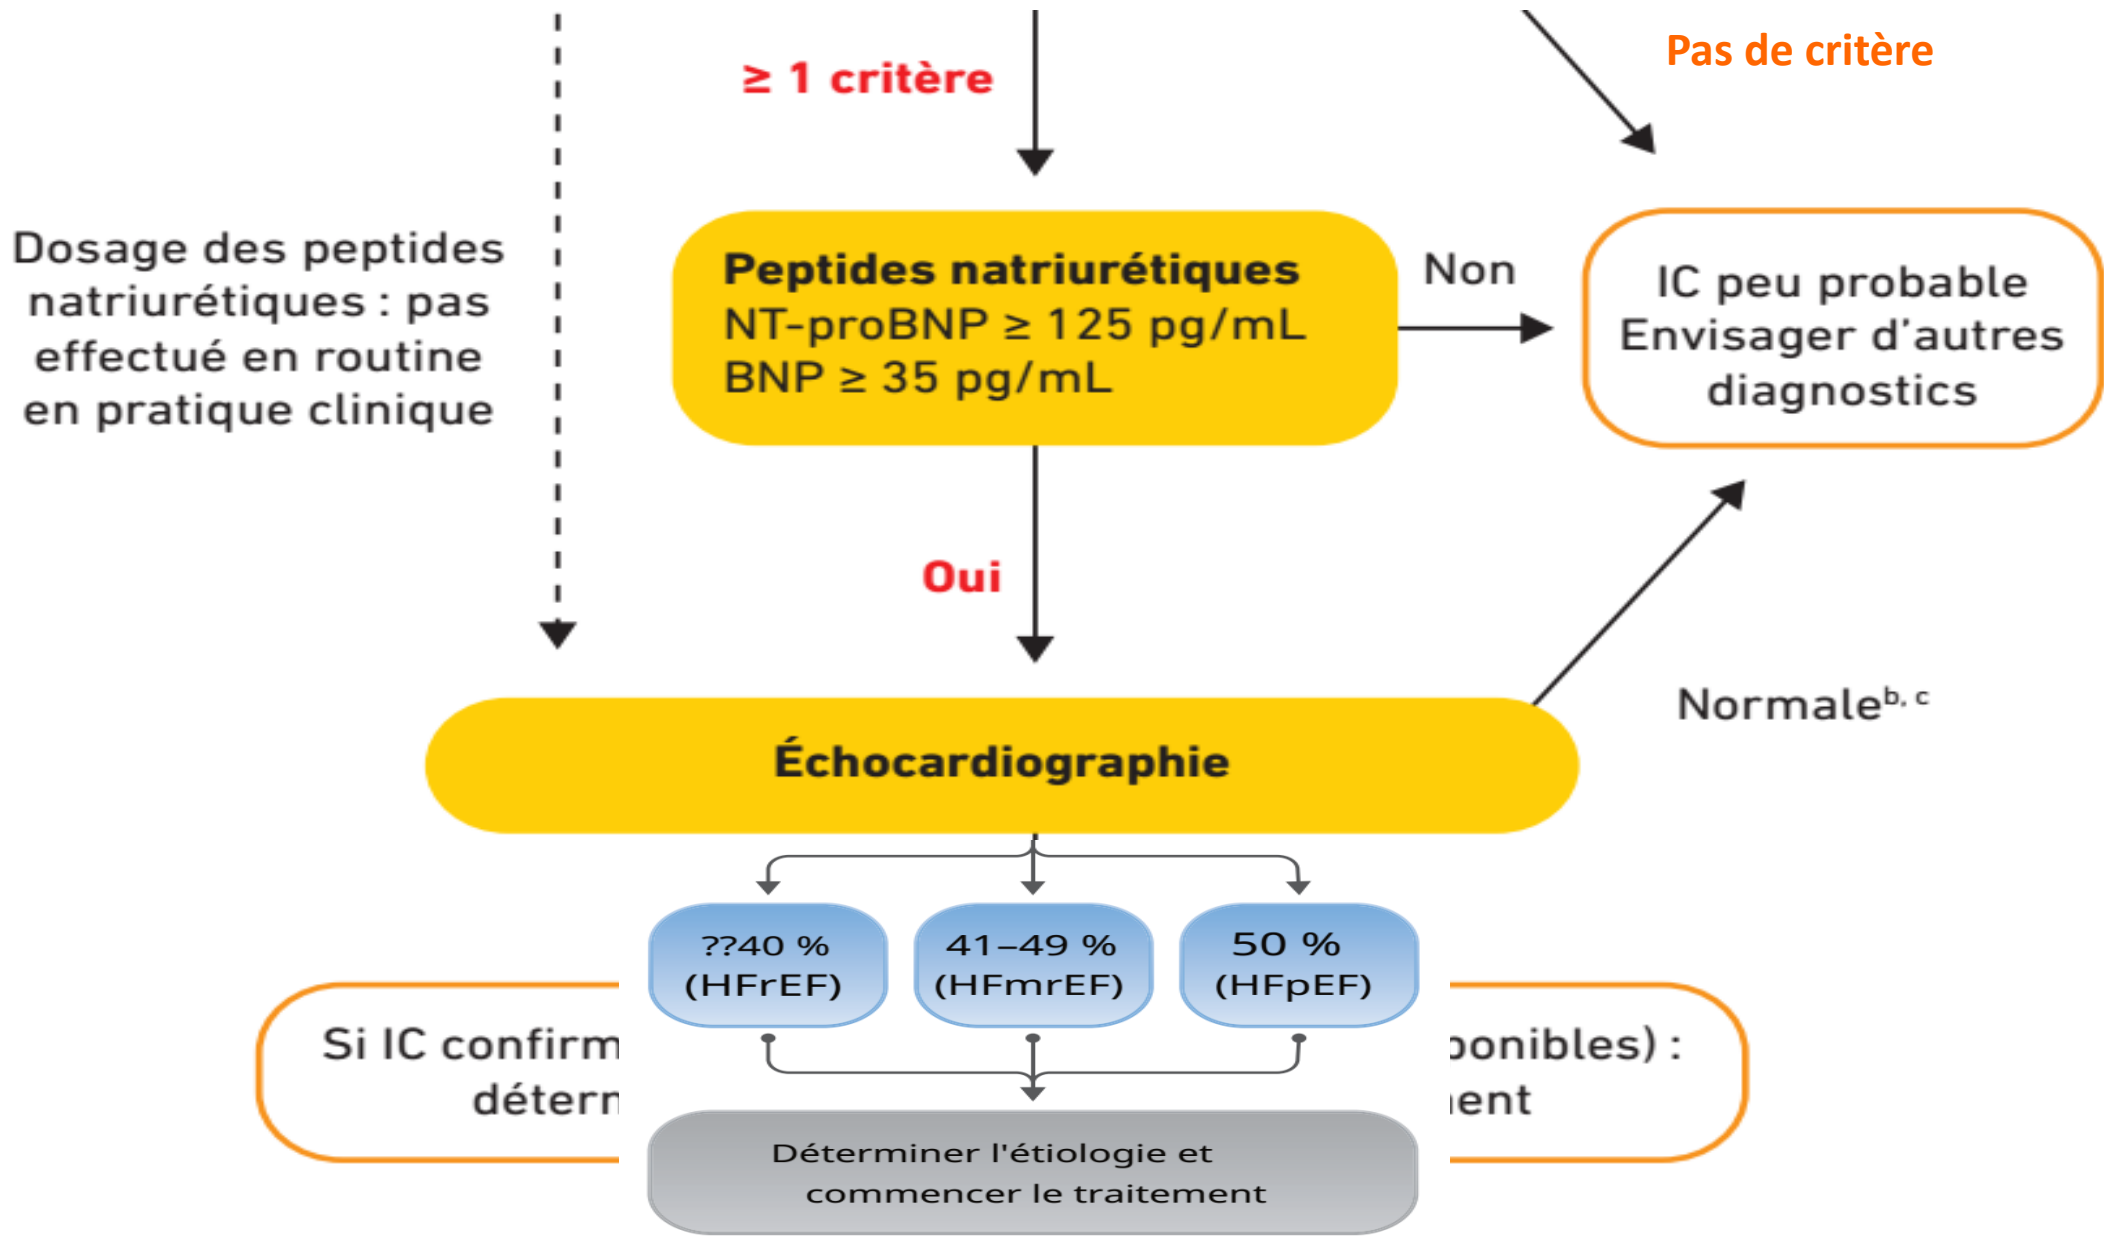 Pas de critère
≥ 1 critère
Dosage des peptides
natriurétiques : pas
effectué en routine
en pratique clinique
Peptides natriurétiques
NT-proBNP ≥ 125 pg/mL
BNP ≥ 35 pg/mL
Non
IC peu probable
Envisager d'autres
diagnostics
Oui
Normaleb, c
Échocardiographie
??40 %
(HFrEF)
41–49 %
(HFmrEF)
50 %
(HFpEF)
Si IC confirm
ponibles) :
détern
ent
Déterminer l'étiologie et
commencer le traitement